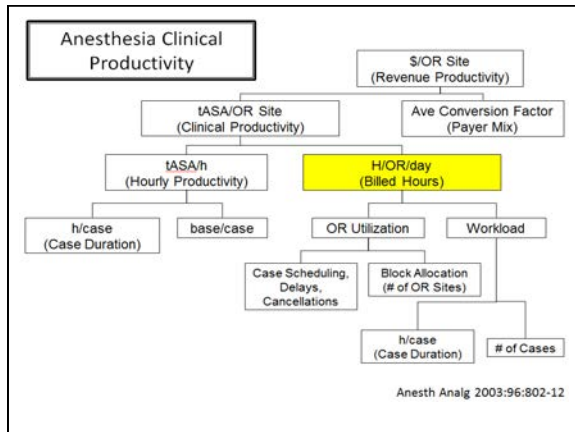 Anesthesia Clinical
Productivity
$/OR Site
(Revenue Productivity)
tASA/OR Site
(Clinical Productivity)
Ave Conversion Factor
(Payer Mix)
tASA/h
(Hourly Productivity)
H/OR/day
(Billed Hours)
h/case
(Case Duration)
base/case
OR Utilization
Workload
Case Scheduling,
Delays,
Cancellations
Block Allocation
(# of OR Sites)
h/case
(Case Duration)
# of Cases
Anesth Analg 2003:96:802-12